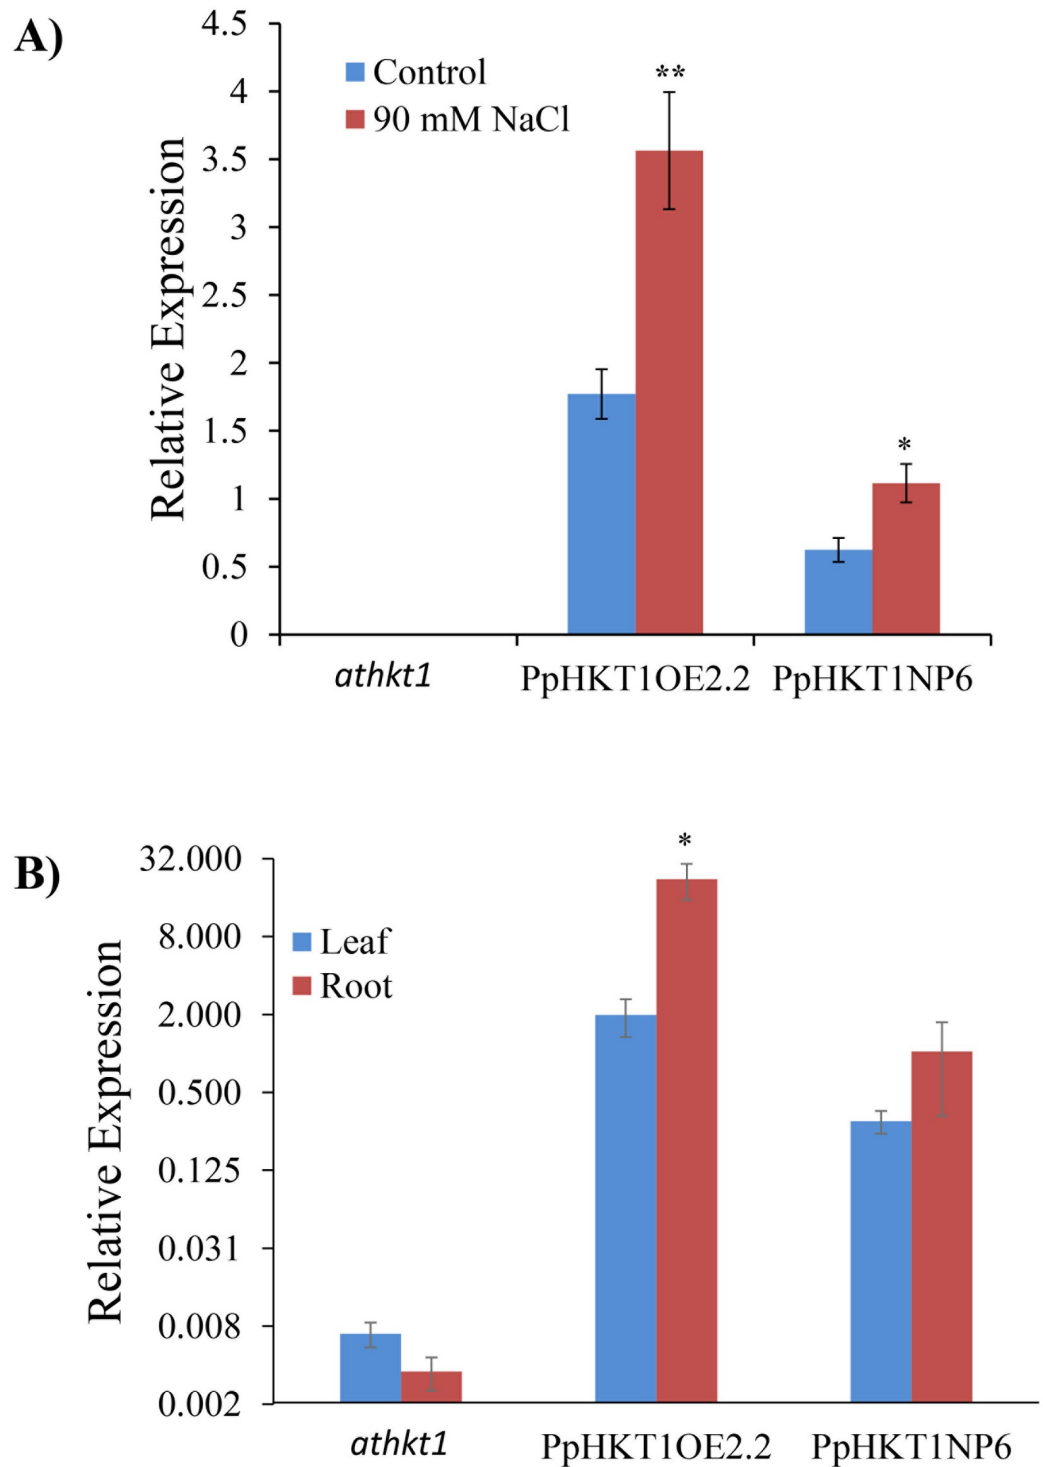 A)
Relative Expression
4.5
4
3.5
3
2.5
2
1.5
1
0.5
0
Control
90 mM NaCl
**
*
athkt1 PpHKT1OE2.2 PpHKT1NP6
B)
Relative Expression
32.000
8.000
2.000
0.500
0.125
0.031
0.008
0.002
Leaf
Root
*
athkt1 PpHKT1OE2.2 PpHKT1NP6